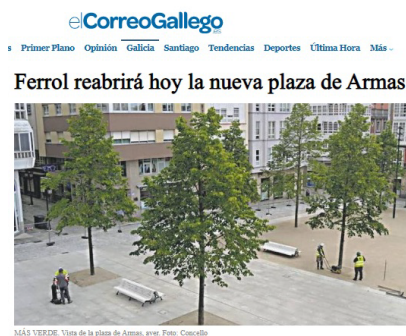 elCorreoGallego
s Primer Plano Opinión Galicia Santiago Tendencias Deportes Última Hora Más
Ferrol reabrirá hoy la nueva plaza de Armas
MÁS VERDE. Vista de la plaza de Armas, ayer. Foto: Concello